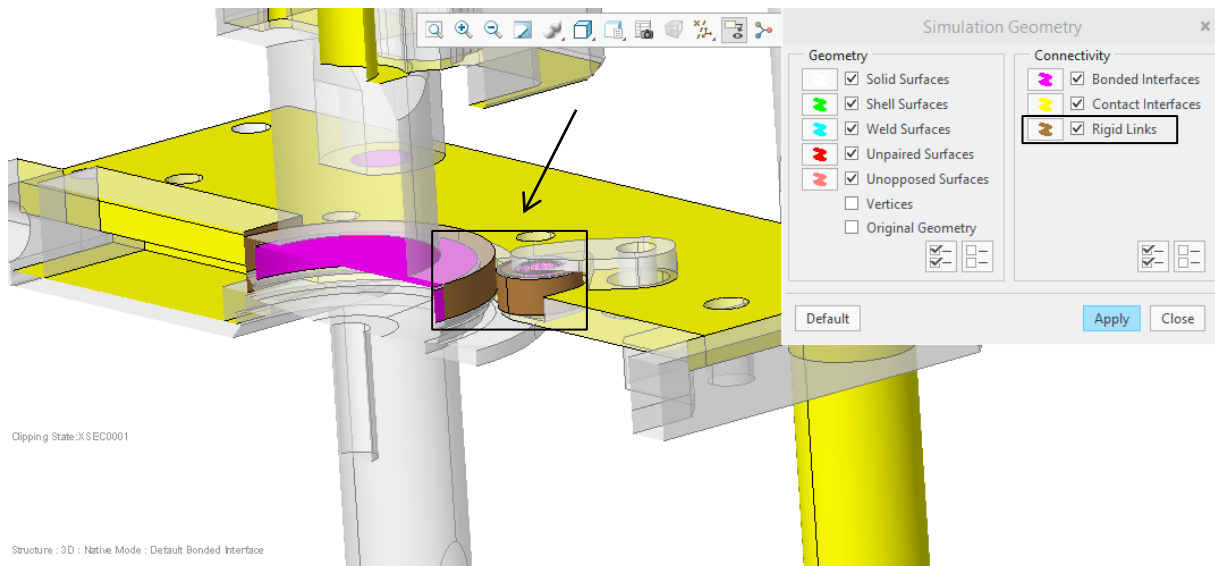 Simulation Geometry x
Geometry
Solid Surfaces
Shell Surfaces
Weld Surfaces
Unpaired Surfaces
Unopposed Surfaces
Vertices
Original Geometry
Connectivity
Bonded Interfaces
Contact Interfaces
Rigid Links
Default
Apply
Close
Clipping State:XSEC0001
Structure : 3D : Native Mode : Default Bonded Interface